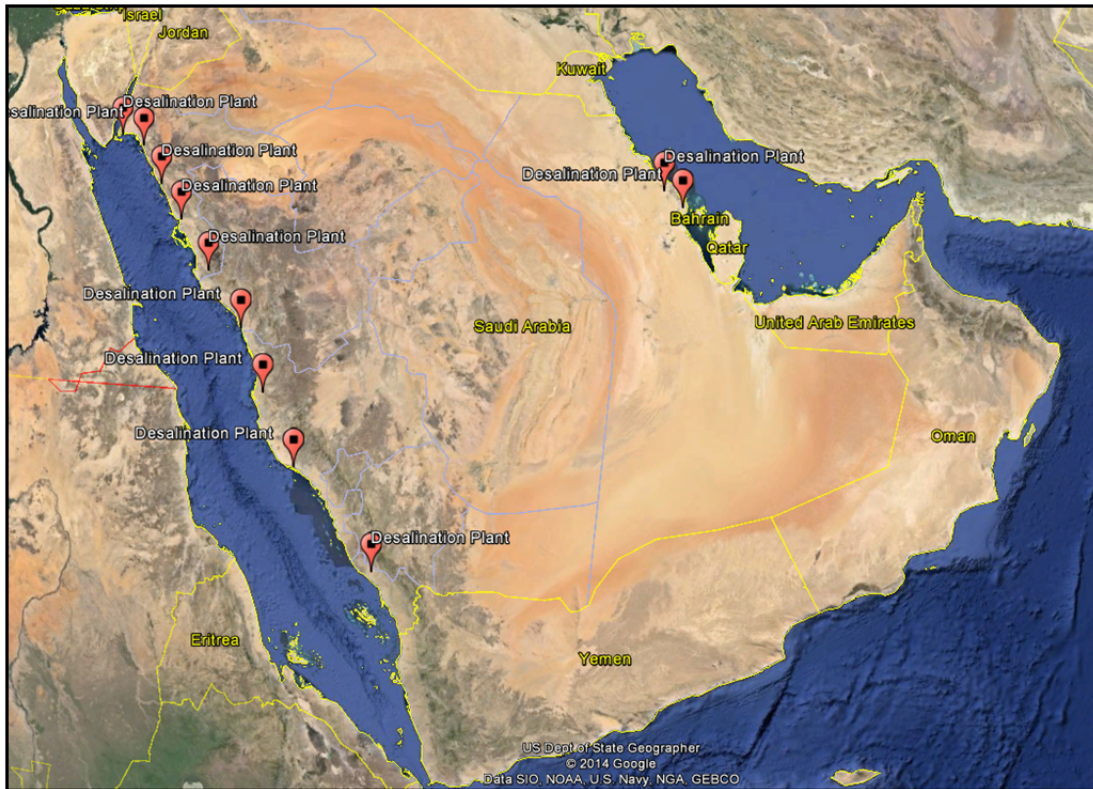 Israel
Jordan
Kuwait
Desalination Plant
esalination Plant
Desalination Plant
Desalination Plant
Desalination Plant
Desalination Plant
Desalination Plant
Bahrain
Qatar
Desalination Plant
Desalination Plant
Saudi Arabia
United Arab Emirates
Desalination Plant
Desalination Plant
Oman
Desalination Plant
Eritrea
Yemen
US Dept of State Geographer
© 2014 Google
Data SIO, NOAA, U.S. Navy, NGA, GEBCO